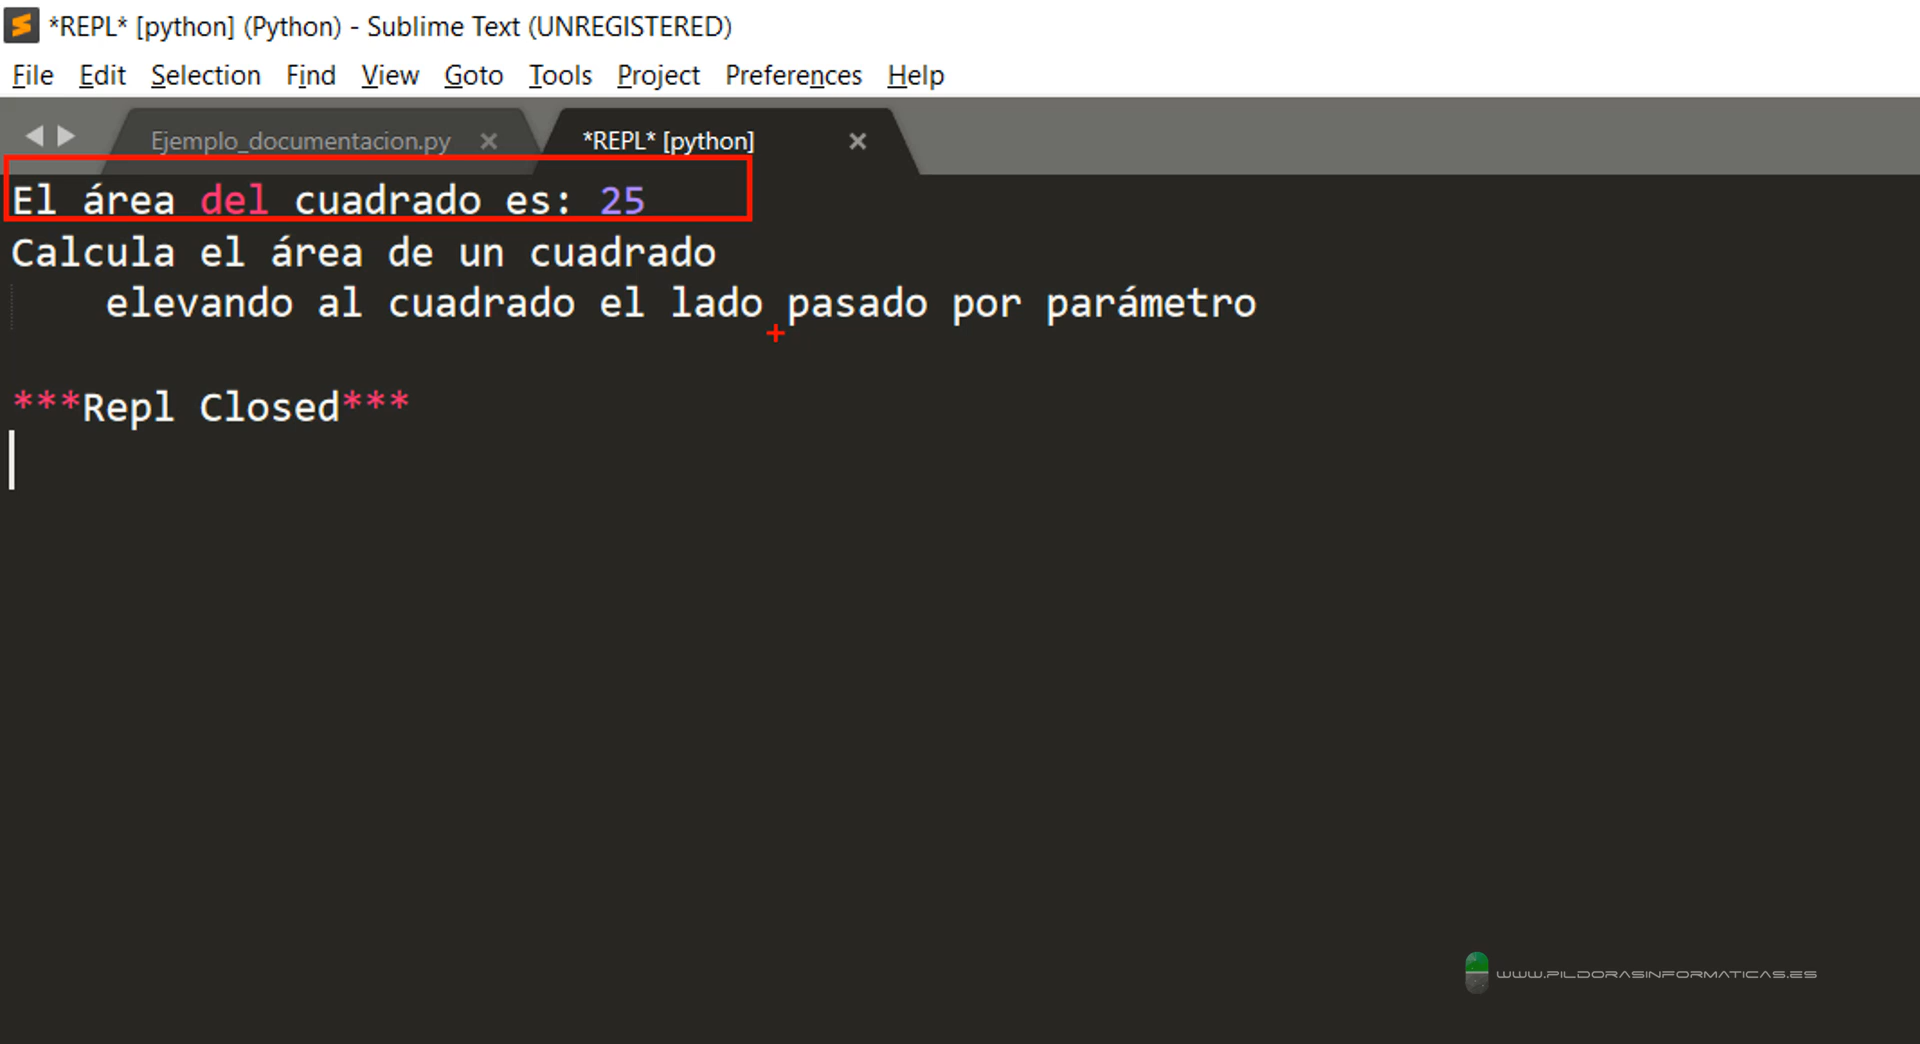 *REPL* [python] (Python) - Sublime Text (UNREGISTERED)
File Edit Selection Find View Goto Tools Project Preferences Help
Ejemplo_documentacion.py *REPL* [python]
El área del cuadrado es: 25
Calcula el área de un cuadrado
elevando al cuadrado el lado pasado por parámetro
***Repl Closed***
WWW.PILDORASINFORMATICAS.ES